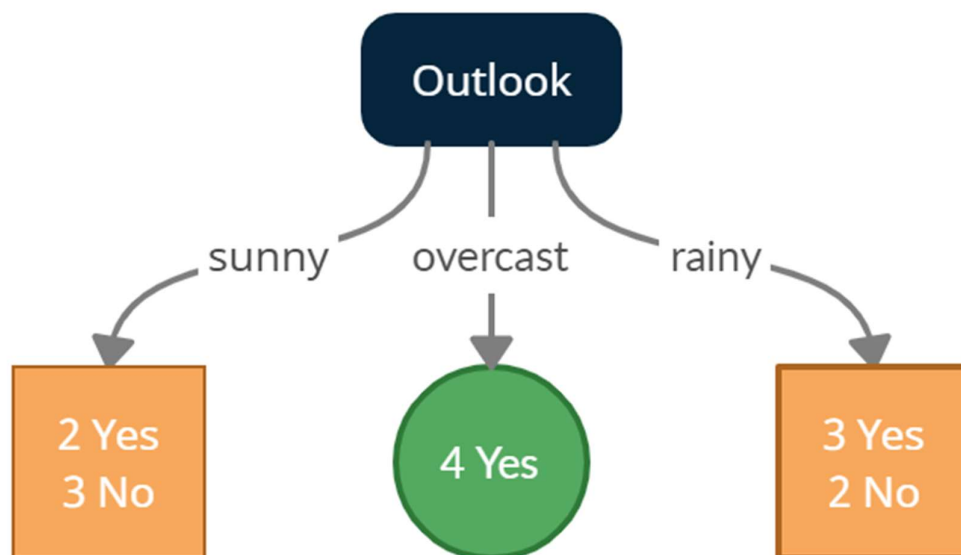 Outlook
sunny
overcast
rainy
2 Yes
3 No
4 Yes
3 Yes
2 No